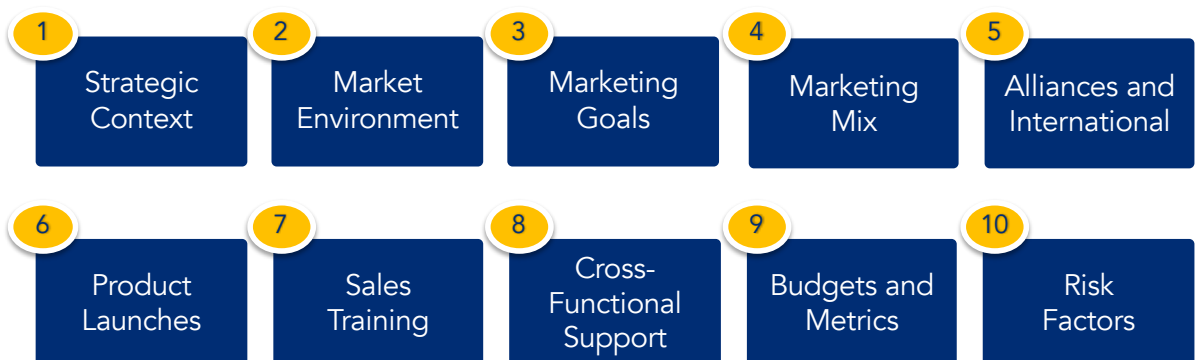 1
Strategic
Context
2
Market
Environment
3
Marketing
Goals
4
Marketing
Mix
5
Alliances and
International
6
Product
Launches
7
Sales
Training
8
Cross-
Functional
Support
9
Budgets and
Metrics
10
Risk
Factors